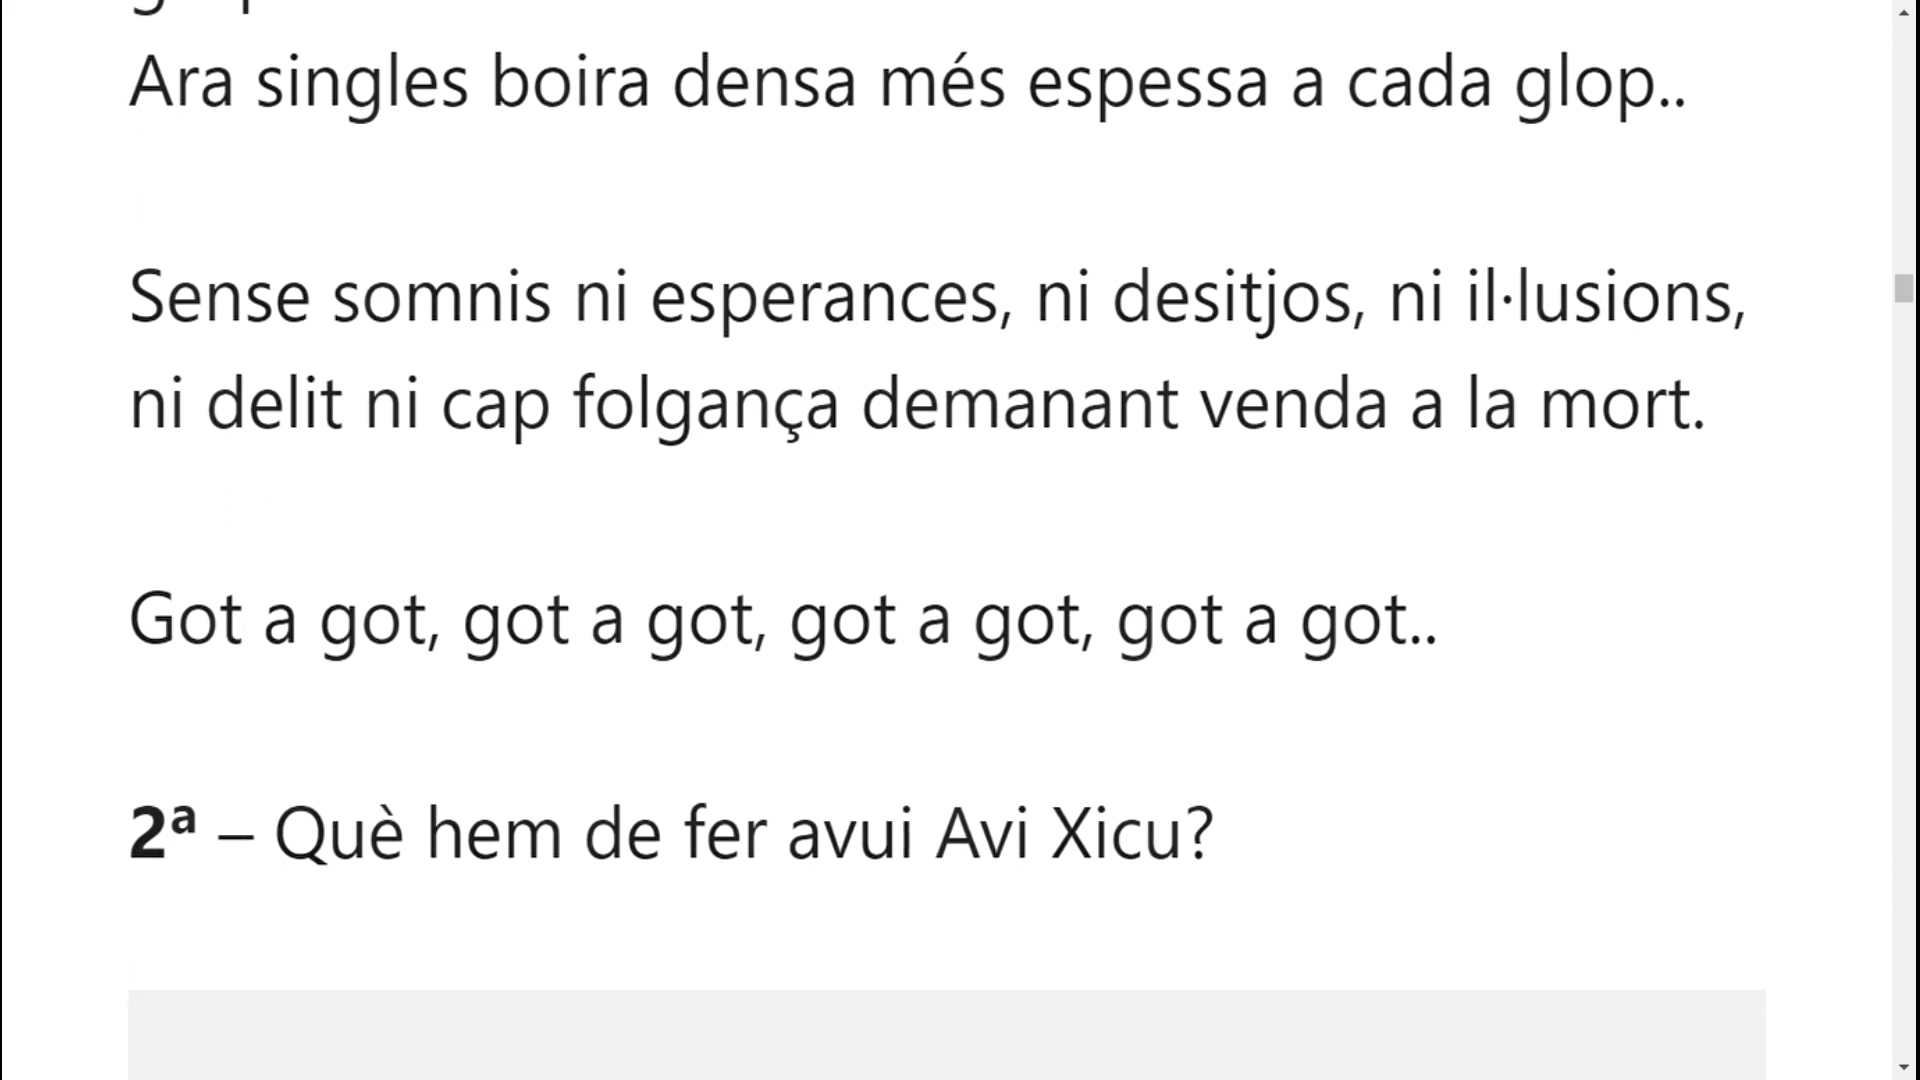 Ara singles boira densa més espessa a cada glop..
Sense somnis ni esperances, ni desitjos, ni il·lusions,
ni delit ni cap folgança demanant venda a la mort.
Got a got, got a got, got a got, got a got..
2ª – Què hem de fer avui Avi Xicu?